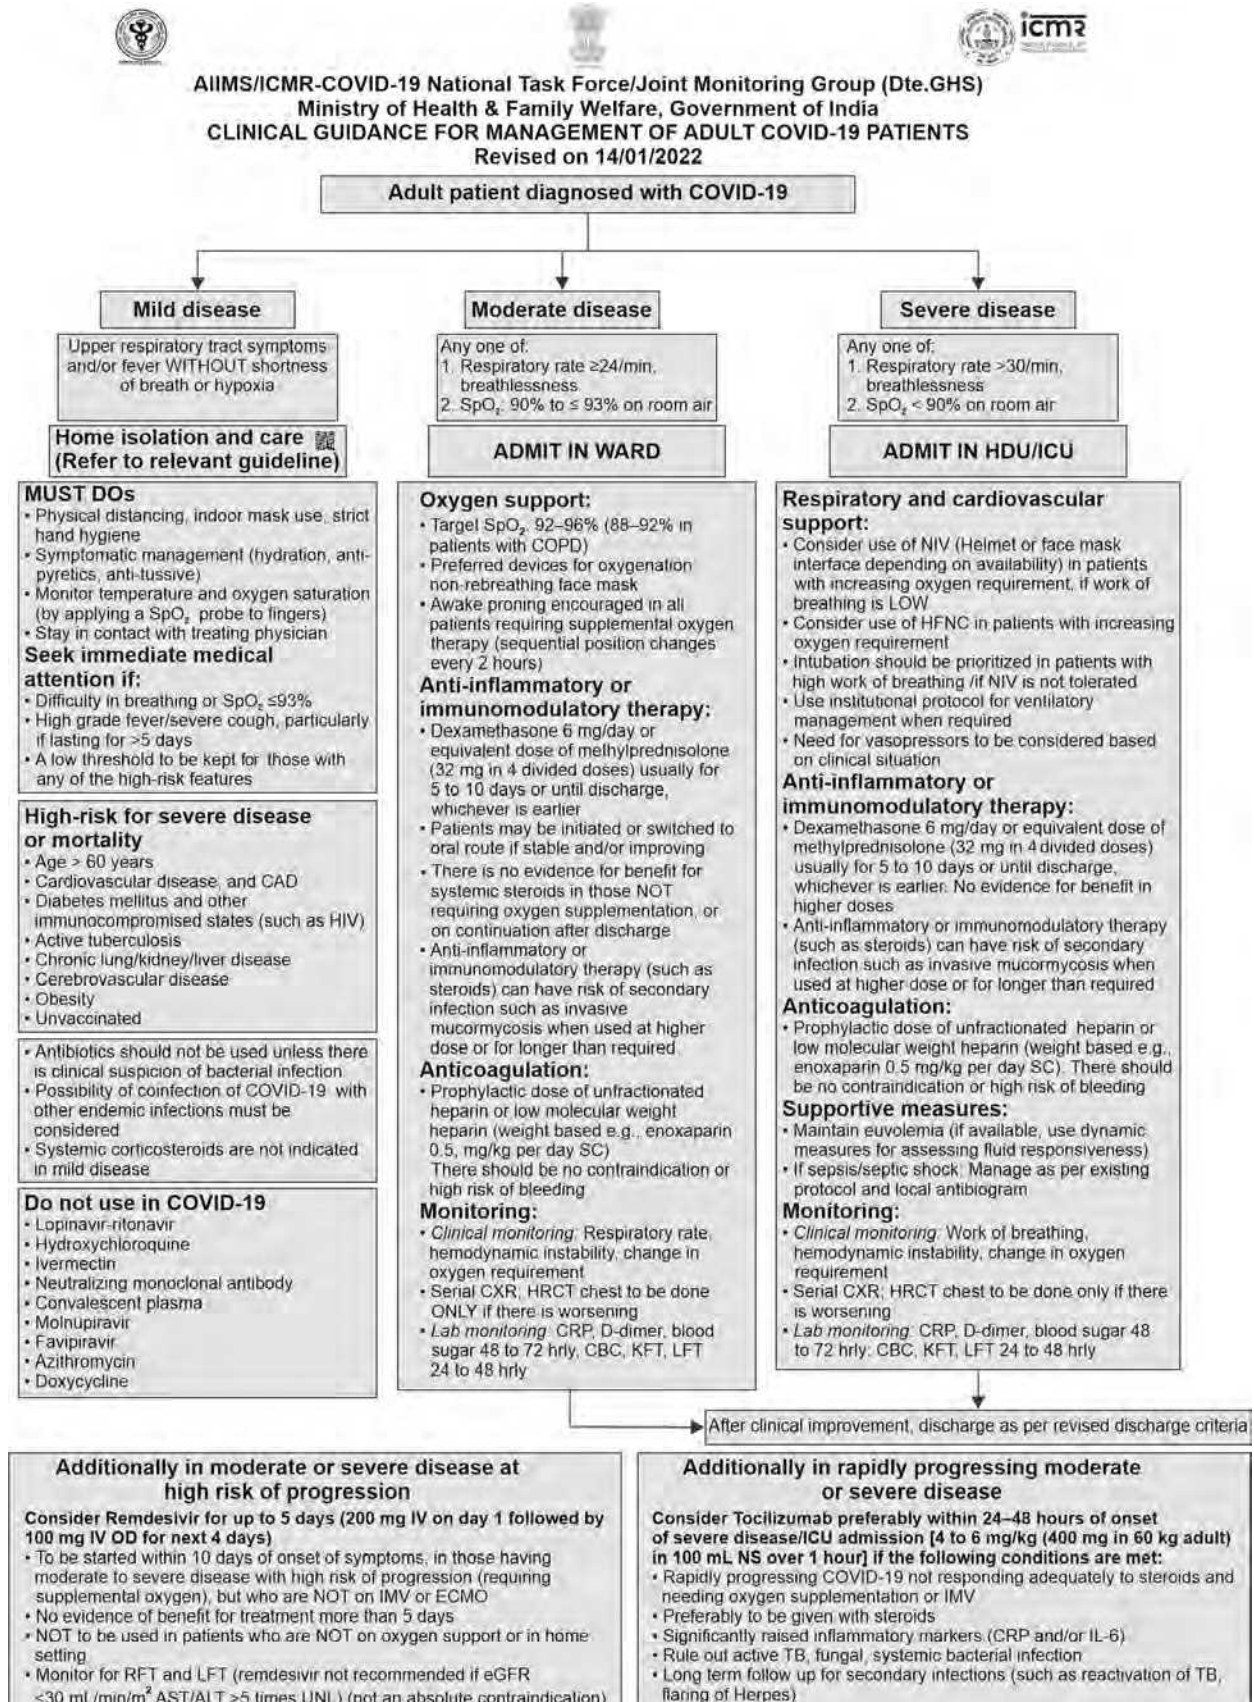 icmr
AIIMS/ICMR-COVID-19 National Task Force/Joint Monitoring Group (Dte.GHS)
Ministry of Health & Family Welfare, Government of India
CLINICAL GUIDANCE FOR MANAGEMENT OF ADULT COVID-19 PATIENTS
Revised on 14/01/2022
Adult patient diagnosed with COVID-19
Mild disease
Upper respiratory tract symptoms
and/or fever WITHOUT shortness
of breath or hypoxia
Home isolation and care
(Refer to relevant guideline)
MUST DOs
• Physical distancing, indoor mask use, strict
hand hygiene
• Symptomatic management (hydration, anti-
pyretics, anti-tussive)
• Monitor temperature and oxygen saturation
(by applying a SpO₂ probe to fingers)
• Stay in contact with treating physician
Seek immediate medical
attention if:
• Difficulty in breathing or SpO₂ ≤93%
• High grade fever/severe cough, particularly
if lasting for >5 days
• A low threshold to be kept for those with
any of the high-risk features
High-risk for severe disease
or mortality
• Age > 60 years
• Cardiovascular disease, and CAD
• Diabetes mellitus and other
immunocompromised states (such as HIV)
• Active tuberculosis
• Chronic lung/kidney/liver disease
• Cerebrovascular disease
• Obesity
• Unvaccinated
• Antibiotics should not be used unless there
is clinical suspicion of bacterial infection
• Possibility of coinfection of COVID-19 with
other endemic infections must be
considered
• Systemic corticosteroids are not indicated
in mild disease
Do not use in COVID-19
• Lopinavir-ritonavir
• Hydroxychloroquine
• Ivermectin
• Neutralizing monoclonal antibody
• Convalescent plasma
• Molnupiravir
• Favipiravir
• Azithromycin
• Doxycycline
Moderate disease
Any one of:
1. Respiratory rate ≥24/min,
breathlessness
2. SpO₂: 90% to ≤ 93% on room air
ADMIT IN WARD
Oxygen support:
• Target SpO₂: 92–96% (88–92% in
patients with COPD)
• Preferred devices for oxygenation
non-rebreathing face mask
• Awake proning encouraged in all
patients requiring supplemental oxygen
therapy (sequential position changes
every 2 hours)
Anti-inflammatory or
immunomodulatory therapy:
• Dexamethasone 6 mg/day or
equivalent dose of methylprednisolone
(32 mg in 4 divided doses) usually for
5 to 10 days or until discharge,
whichever is earlier
• Patients may be initiated or switched to
oral route if stable and/or improving
• There is no evidence for benefit for
systemic steroids in those NOT
requiring oxygen supplementation, or
on continuation after discharge
• Anti-inflammatory or
immunomodulatory therapy (such as
steroids) can have risk of secondary
infection such as invasive
mucormycosis when used at higher
dose or for longer than required
Anticoagulation:
• Prophylactic dose of unfractionated
heparin or low molecular weight
heparin (weight based e.g., enoxaparin
0.5, mg/kg per day SC)
There should be no contraindication or
high risk of bleeding
Monitoring:
• Clinical monitoring: Respiratory rate,
hemodynamic instability, change in
oxygen requirement
• Serial CXR; HRCT chest to be done
ONLY if there is worsening
• Lab monitoring: CRP, D-dimer, blood
sugar 48 to 72 hrly, CBC, KFT, LFT
24 to 48 hrly
Severe disease
Any one of:
1. Respiratory rate >30/min,
breathlessness
2. SpO₂ < 90% on room air
ADMIT IN HDU/ICU
Respiratory and cardiovascular
support:
• Consider use of NIV (Helmet or face mask
interface depending on availability) in patients
with increasing oxygen requirement, if work of
breathing is LOW
• Consider use of HFNC in patients with increasing
oxygen requirement
• Intubation should be prioritized in patients with
high work of breathing /if NIV is not tolerated
• Use institutional protocol for ventilatory
management when required
• Need for vasopressors to be considered based
on clinical situation
Anti-inflammatory or
immunomodulatory therapy:
• Dexamethasone 6 mg/day or equivalent dose of
methylprednisolone (32 mg in 4 divided doses)
usually for 5 to 10 days or until discharge,
whichever is earlier. No evidence for benefit in
higher doses
• Anti-inflammatory or immunomodulatory therapy
(such as steroids) can have risk of secondary
infection such as invasive mucormycosis when
used at higher dose or for longer than required
Anticoagulation:
• Prophylactic dose of unfractionated heparin or
low molecular weight heparin (weight based e.g.,
enoxaparin 0.5 mg/kg per day SC). There should
be no contraindication or high risk of bleeding
Supportive measures:
• Maintain euvolemia (if available, use dynamic
measures for assessing fluid responsiveness)
• If sepsis/septic shock: Manage as per existing
protocol and local antibiogram
Monitoring:
• Clinical monitoring: Work of breathing,
hemodynamic instability, change in oxygen
requirement
• Serial CXR; HRCT chest to be done only if there
is worsening
• Lab monitoring: CRP, D-dimer, blood sugar 48
to 72 hrly; CBC, KFT, LFT 24 to 48 hrly
After clinical improvement, discharge as per revised discharge criteria
Additionally in moderate or severe disease at
high risk of progression
Consider Remdesivir for up to 5 days (200 mg IV on day 1 followed by
100 mg IV OD for next 4 days)
• To be started within 10 days of onset of symptoms, in those having
moderate to severe disease with high risk of progression (requiring
supplemental oxygen), but who are NOT on IMV or ECMO
• No evidence of benefit for treatment more than 5 days
• NOT to be used in patients who are NOT on oxygen support or in home
setting
• Monitor for RFT and LFT (remdesivir not recommended if eGFR
<30 mL/min/m² AST/ALT >5 times UNL) (not an absolute contraindication)
Additionally in rapidly progressing moderate
or severe disease
Consider Tocilizumab preferably within 24–48 hours of onset
of severe disease/ICU admission [4 to 6 mg/kg (400 mg in 60 kg adult)
in 100 mL NS over 1 hour] if the following conditions are met:
• Rapidly progressing COVID-19 not responding adequately to steroids and
needing oxygen supplementation or IMV
• Preferably to be given with steroids
• Significantly raised inflammatory markers (CRP and/or IL-6)
• Rule out active TB, fungal, systemic bacterial infection
• Long term follow up for secondary infections (such as reactivation of TB,
flaring of Herpes)